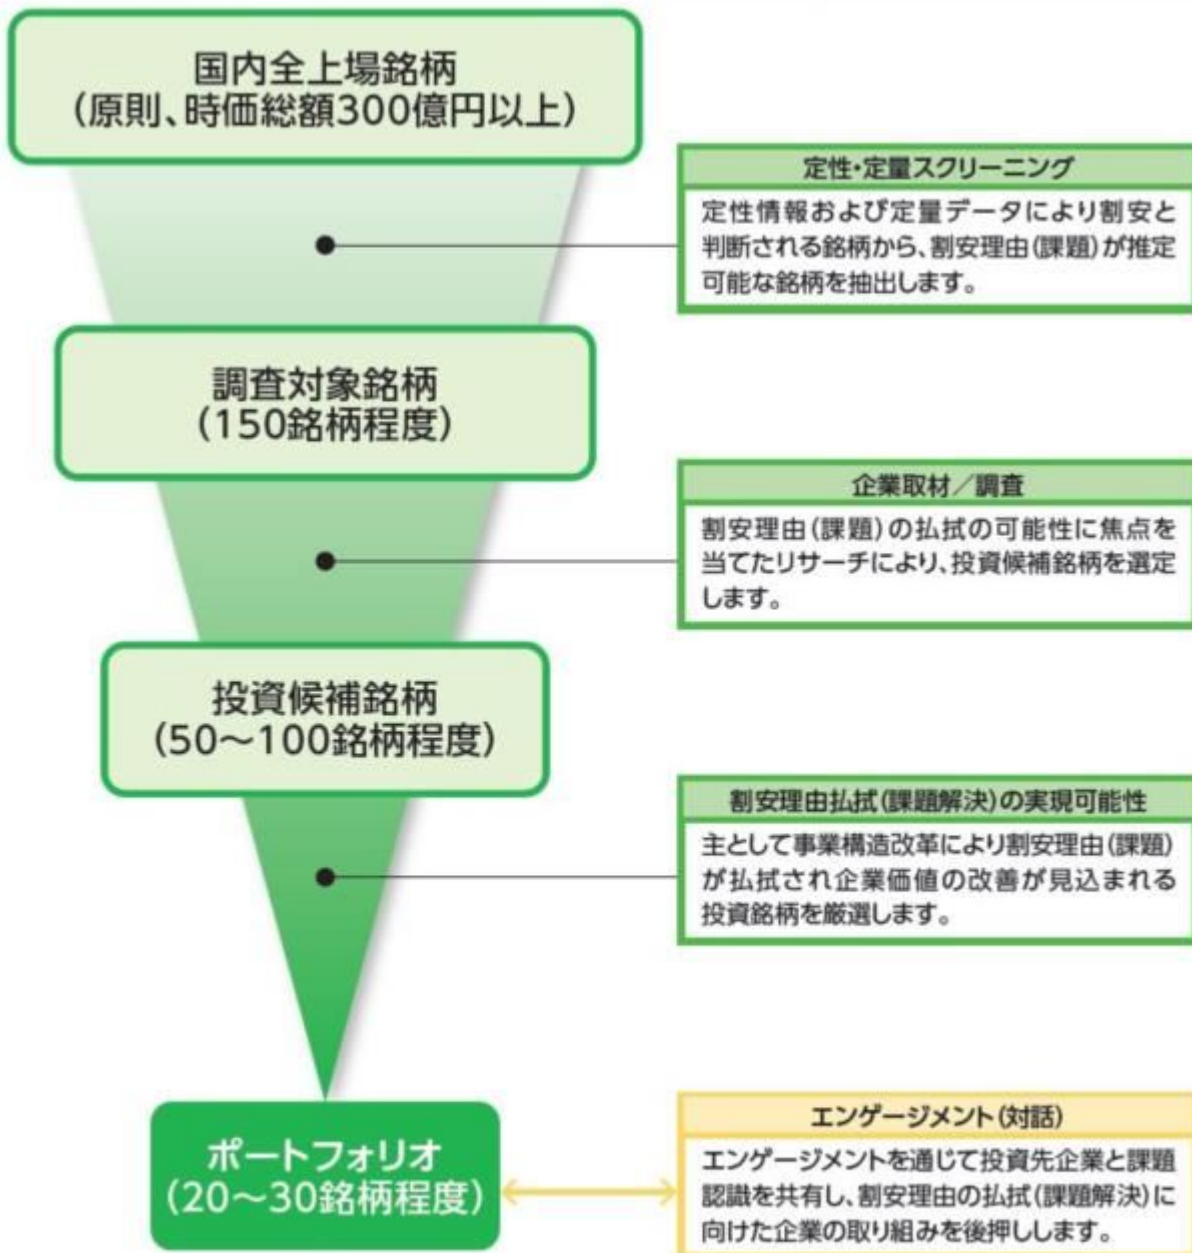 国内全上場銘柄
(原則、時価総額300億円以上)
定性・定量スクリーニング
定性情報および定量データにより割安と
判断される銘柄から、割安理由(課題)が推定
可能な銘柄を抽出します。
調査対象銘柄
(150銘柄程度)
企業取材／調査
割安理由(課題)の払拭の可能性に焦点を
当てたリサーチにより、投資候補銘柄を選定
します。
投資候補銘柄
(50～100銘柄程度)
割安理由払拭(課題解決)の実現可能性
主として事業構造改革により割安理由(課題)
が払拭され企業価値の改善が見込まれる
投資銘柄を厳選します。
ポートフォリオ
(20～30銘柄程度)
エンゲージメント(対話)
エンゲージメントを通じて投資先企業と課題
認識を共有し、割安理由の払拭(課題解決)に
向けた企業の取り組みを後押しします。